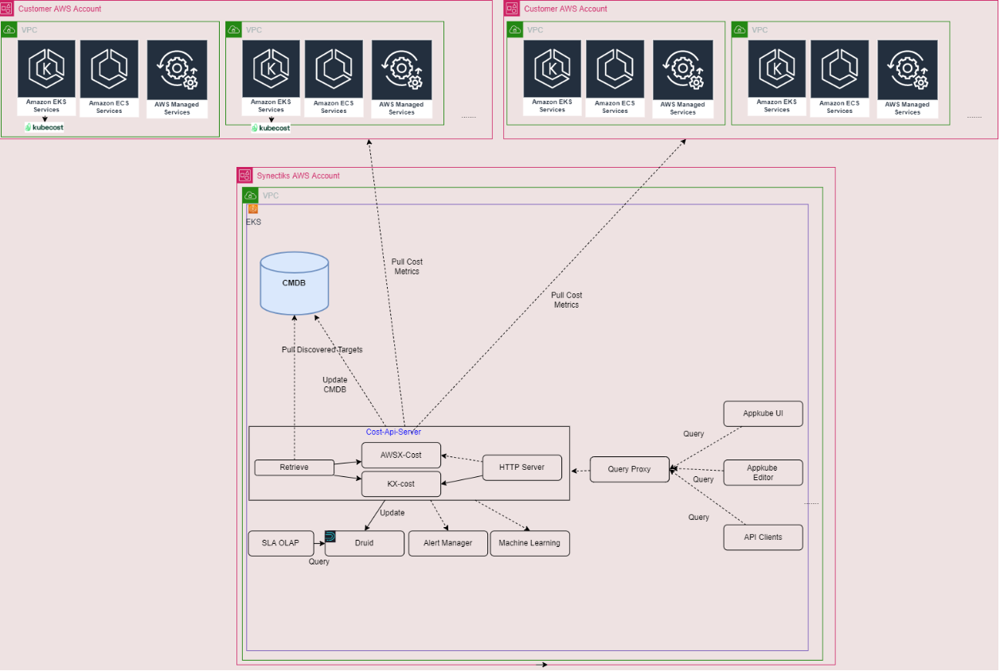 Customer AWS Account
VPC
Amazon EKS
Services
kubecost
Amazon ECS
Services
AWS Managed
Services
VPC
Amazon EKS
Services
kubecost
Amazon ECS
Services
AWS Managed
Services
.......
Customer AWS Account
VPC
Amazon EKS
Services
Amazon ECS
Services
AWS Managed
Services
VPC
Amazon EKS
Services
Amazon ECS
Services
AWS Managed
Services
.......
Synectiks AWS Account
VPC
EKS
CMDB
Pull Cost
Metrics
Pull Cost
Metrics
Pull Discovered Targets
Update
CMDB
Cost-Api-Server
Retrieve
AWSX-Cost
KX-cost
HTTP Server
Query Proxy
Appkube UI
Query
Appkube
Editor
Query
API Clients
Query
.......
Update
SLA OLAP
Query
Druid
Alert Manager
Machine Learning